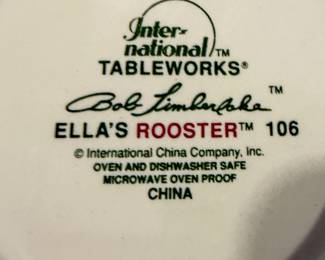 Inter-
national™
TABLEWORKS®
Bob Timberlake™
ELLA'S ROOSTER™ 106
© International China Company, Inc.
OVEN AND DISHWASHER SAFE
MICROWAVE OVEN PROOF
CHINA